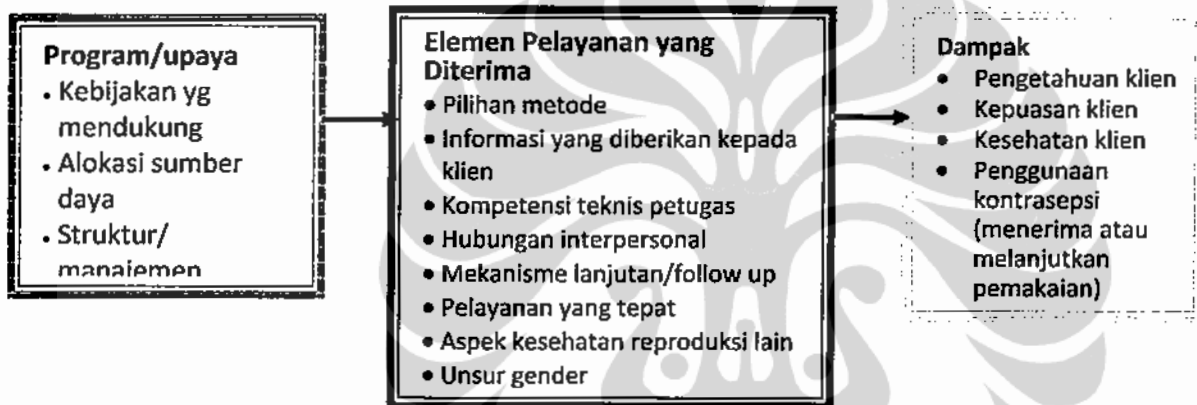 Program/upaya
• Kebijakan yg
mendukung
• Alokasi sumber
daya
• Struktur/
manajemen
Elemen Pelayanan yang
Diterima
• Pilihan metode
• Informasi yang diberikan kepada
klien
• Kompetensi teknis petugas
• Hubungan interpersonal
• Mekanisme lanjutan/follow up
• Pelayanan yang tepat
• Aspek kesehatan reproduksi lain
• Unsur gender
Dampak
• Pengetahuan klien
• Kepuasan klien
• Kesehatan klien
• Penggunaan
kontrasepsi
(menerima atau
melanjutkan
pemakaian)